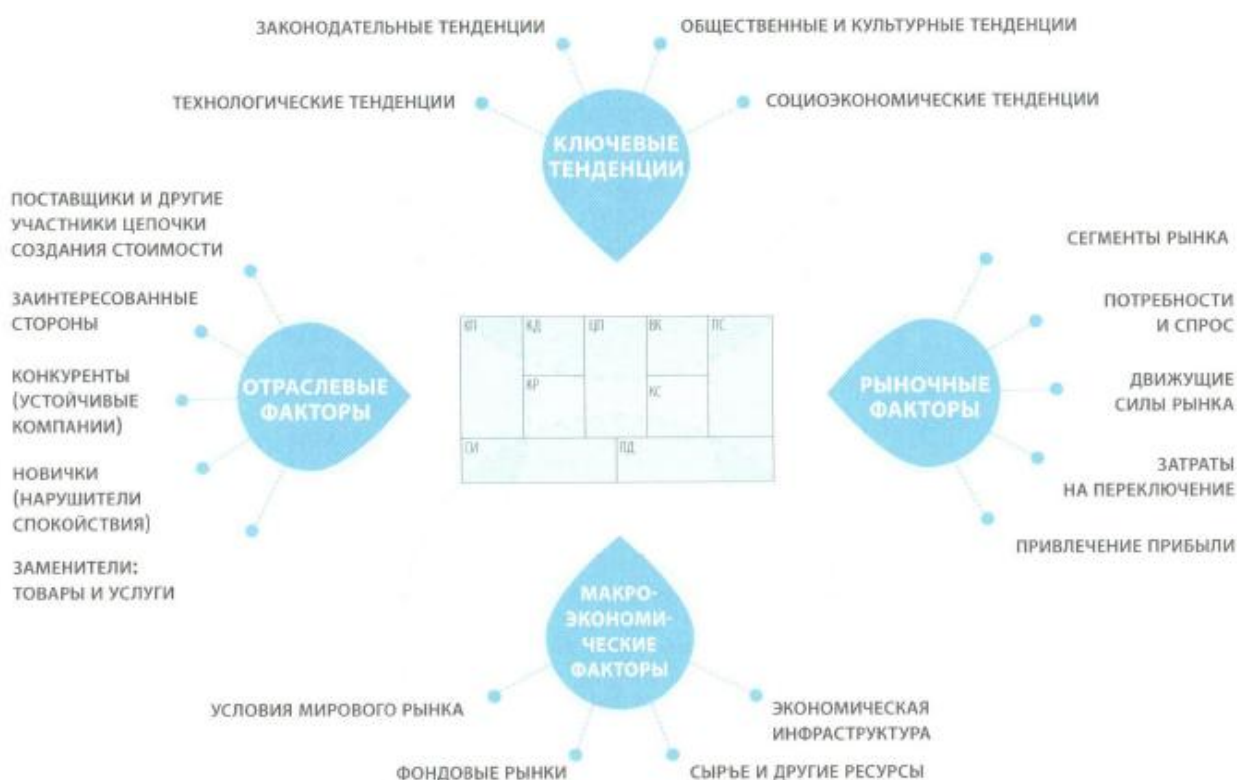 ЗАКОНОДАТЕЛЬНЫЕ ТЕНДЕНЦИИ
ОБЩЕСТВЕННЫЕ И КУЛЬТУРНЫЕ ТЕНДЕНЦИИ
ТЕХНОЛОГИЧЕСКИЕ ТЕНДЕНЦИИ
СОЦИОЭКОНОМИЧЕСКИЕ ТЕНДЕНЦИИ
КЛЮЧЕВЫЕ
ТЕНДЕНЦИИ
ПОСТАВЩИКИ И ДРУГИЕ
УЧАСТНИКИ ЦЕПОЧКИ
СОЗДАНИЯ СТОИМОСТИ
ЗАИНТЕРЕСОВАННЫЕ
СТОРОНЫ
КОНКУРЕНТЫ
(УСТОЙЧИВЫЕ
КОМПАНИИ)
НОВИЧКИ
(НАРУШИТЕЛИ
СПОКОЙСТВИЯ)
ЗАМЕНИТЕЛИ:
ТОВАРЫ И УСЛУГИ
ОТРАСЛЕВЫЕ
ФАКТОРЫ
КП
КД
ЦП
ВК
ПС
КР
КС
СИ
ПД
РЫНОЧНЫЕ
ФАКТОРЫ
СЕГМЕНТЫ РЫНКА
ПОТРЕБНОСТИ
И СПРОС
ДВИЖУЩИЕ
СИЛЫ РЫНКА
ЗАТРАТЫ
НА ПЕРЕКЛЮЧЕНИЕ
ПРИВЛЕЧЕНИЕ ПРИБЫЛИ
МАКРО-
ЭКОНОМИ-
ЧЕСКИЕ
ФАКТОРЫ
УСЛОВИЯ МИРОВОГО РЫНКА
ЭКОНОМИЧЕСКАЯ
ИНФРАСТРУКТУРА
ФОНДОВЫЕ РЫНКИ
СЫРЬЕ И ДРУГИЕ РЕСУРСЫ